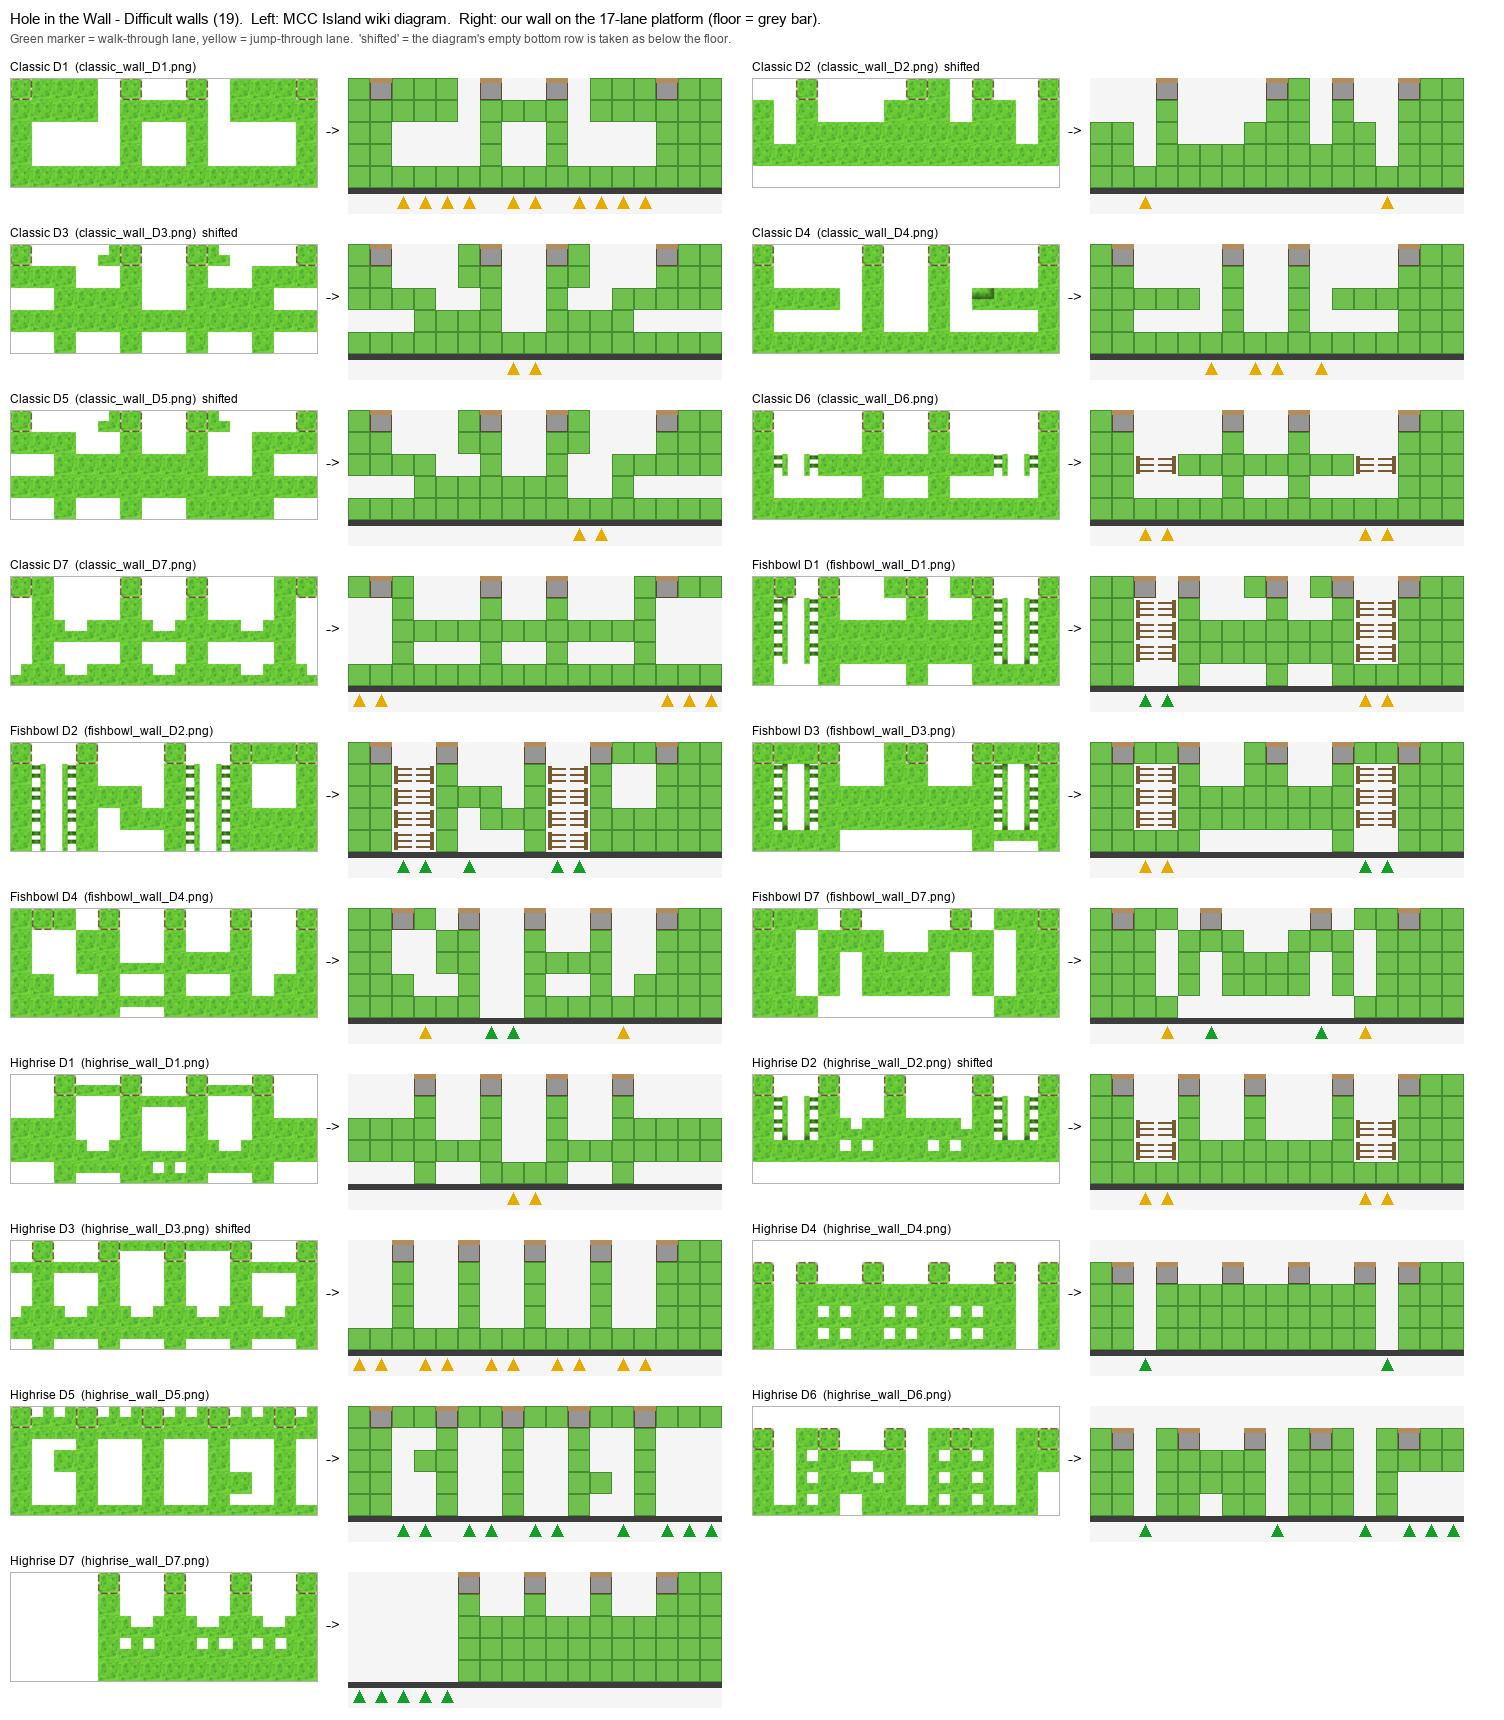 Hole in the Wall - Difficult walls (19).  Left: MCC Island wiki diagram.  Right: our wall on the 17-lane platform (floor = grey bar).
Green marker = walk-through lane, yellow = jump-through lane.  'shifted' = the diagram's empty bottom row is taken as below the floor.
Classic D1  (classic_wall_D1.png)
->
Classic D2  (classic_wall_D2.png)  shifted
->
Classic D3  (classic_wall_D3.png)  shifted
->
Classic D4  (classic_wall_D4.png)
->
Classic D5  (classic_wall_D5.png)  shifted
->
Classic D6  (classic_wall_D6.png)
->
Classic D7  (classic_wall_D7.png)
->
Fishbowl D1  (fishbowl_wall_D1.png)
->
Fishbowl D2  (fishbowl_wall_D2.png)
->
Fishbowl D3  (fishbowl_wall_D3.png)
->
Fishbowl D4  (fishbowl_wall_D4.png)
->
Fishbowl D7  (fishbowl_wall_D7.png)
->
Highrise D1  (highrise_wall_D1.png)
->
Highrise D2  (highrise_wall_D2.png)  shifted
->
Highrise D3  (highrise_wall_D3.png)  shifted
->
Highrise D4  (highrise_wall_D4.png)
->
Highrise D5  (highrise_wall_D5.png)
->
Highrise D6  (highrise_wall_D6.png)
->
Highrise D7  (highrise_wall_D7.png)
->